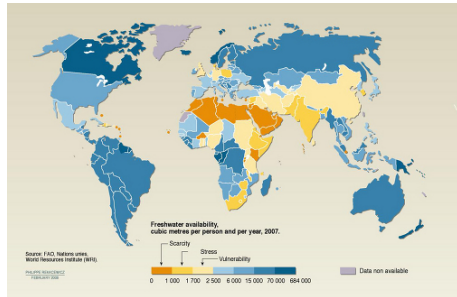 Freshwater availability,
cubic metres per person and per year, 2007.
Scarcity
Stress
Vulnerability
0 1 000 1 700 2 500 6 000 15 000 70 000 684 000
Data non available
Source: FAO, Nations unies,
World Resources Institute (WRI).
PHILIPPE REKACEWICZ
FEBRUARY 2008